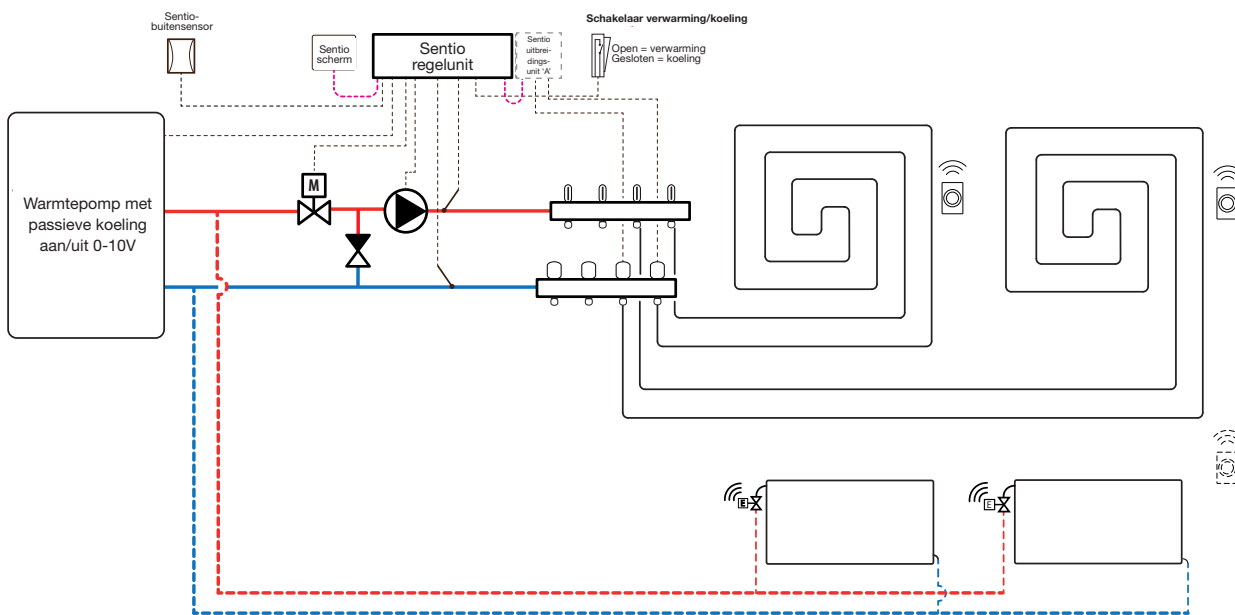 Sentio-
buitensensor
Sentio
scherm
Sentio
regelunit
Sentio
uitbrei-
dings-
unit 'A'
Schakelaar verwarming/koeling
Open = verwarming
Gesloten = koeling
M
Warmtepomp met
passieve koeling
aan/uit 0-10V
E
E